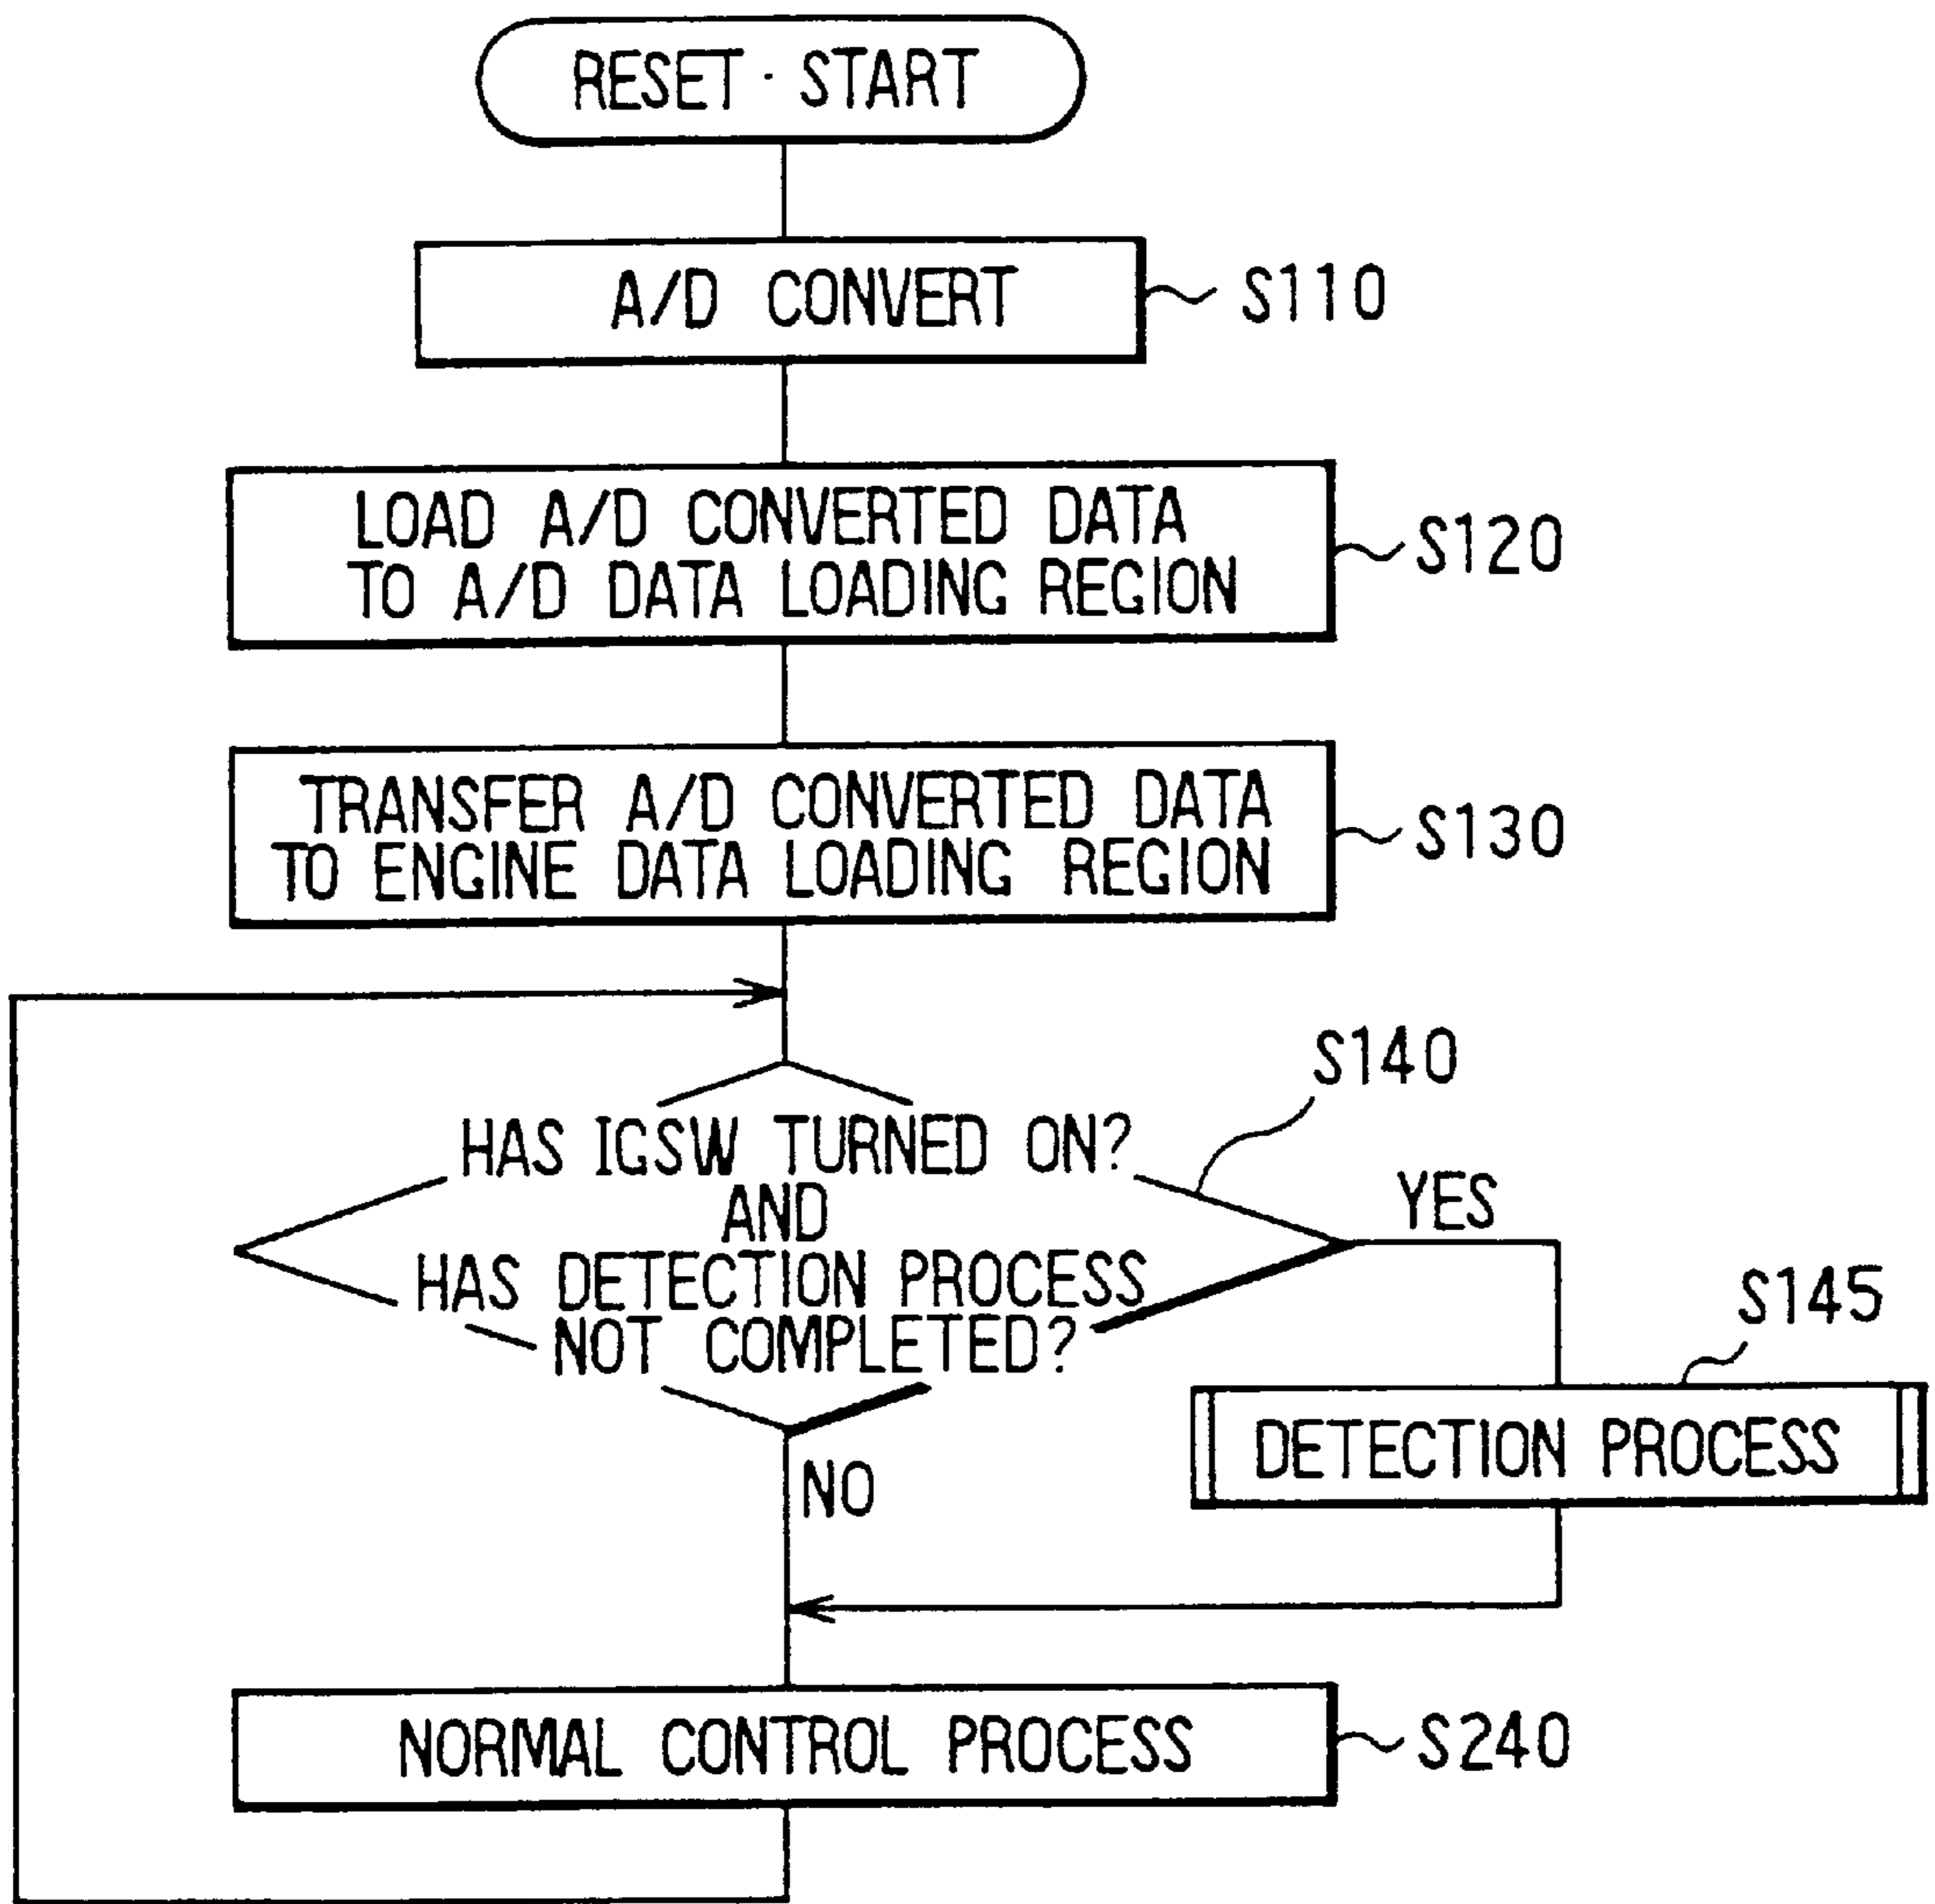 RESET · START
A/D CONVERT
S110
LOAD A/D CONVERTED DATA
TO A/D DATA LOADING REGION
S120
TRANSFER A/D CONVERTED DATA
TO ENGINE DATA LOADING REGION
S130
S140
HAS IGSW TURNED ON?
AND
HAS DETECTION PROCESS
NOT COMPLETED?
YES
S145
DETECTION PROCESS
NO
NORMAL CONTROL PROCESS
S240